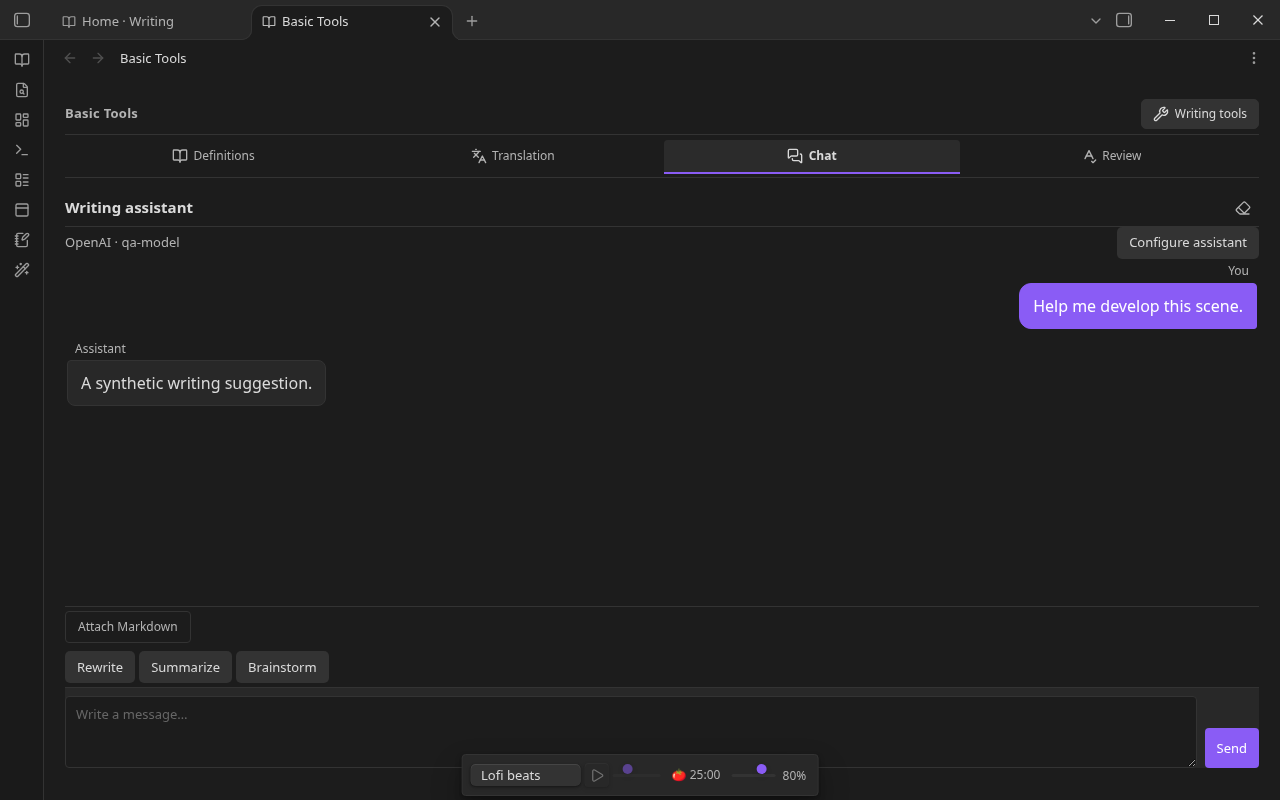 Home · Writing
Basic Tools
Basic Tools
Basic Tools
Writing tools
Definitions
Translation
Chat
Review
Writing assistant
OpenAI · qa-model
Configure assistant
You
Help me develop this scene.
Assistant
A synthetic writing suggestion.
Attach Markdown
Rewrite
Summarize
Brainstorm
Write a message...
Send
Lofi beats
25:00
80%